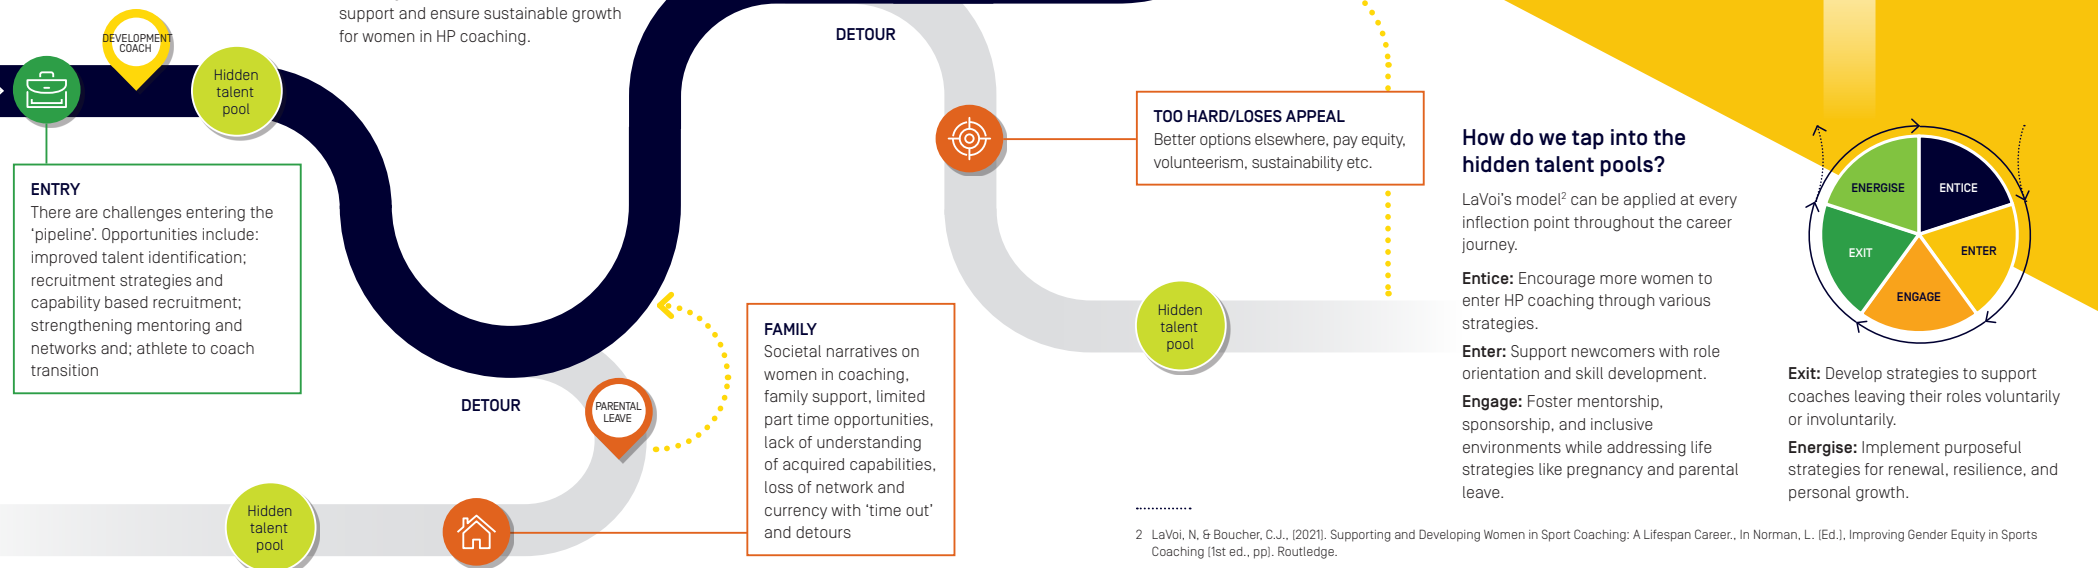 support and ensure sustainable growth
for women in HP coaching.
DEVELOPMENT
COACH
Hidden
talent
pool
ENTRY
There are challenges entering the
‘pipeline’. Opportunities include:
improved talent identification;
recruitment strategies and
capability based recruitment;
strengthening mentoring and
networks and; athlete to coach
transition
DETOUR
PARENTAL
LEAVE
Hidden
talent
pool
FAMILY
Societal narratives on
women in coaching,
family support, limited
part time opportunities,
lack of understanding
of acquired capabilities,
loss of network and
currency with ‘time out’
and detours
DETOUR
TOO HARD/LOSES APPEAL
Better options elsewhere, pay equity,
volunteerism, sustainability etc.
Hidden
talent
pool
How do we tap into the
hidden talent pools?
LaVoi’s model2 can be applied at every
inflection point throughout the career
journey.
Entice: Encourage more women to
enter HP coaching through various
strategies.
Enter: Support newcomers with role
orientation and skill development.
Engage: Foster mentorship,
sponsorship, and inclusive
environments while addressing life
strategies like pregnancy and parental
leave.
ENERGISE
ENTICE
EXIT
ENTER
ENGAGE
Exit: Develop strategies to support
coaches leaving their roles voluntarily
or involuntarily.
Energise: Implement purposeful
strategies for renewal, resilience, and
personal growth.
2 LaVoi, N, & Boucher, C.J., (2021). Supporting and Developing Women in Sport Coaching: A Lifespan Career., In Norman, L. (Ed.), Improving Gender Equity in Sports
Coaching (1st ed., pp). Routledge.